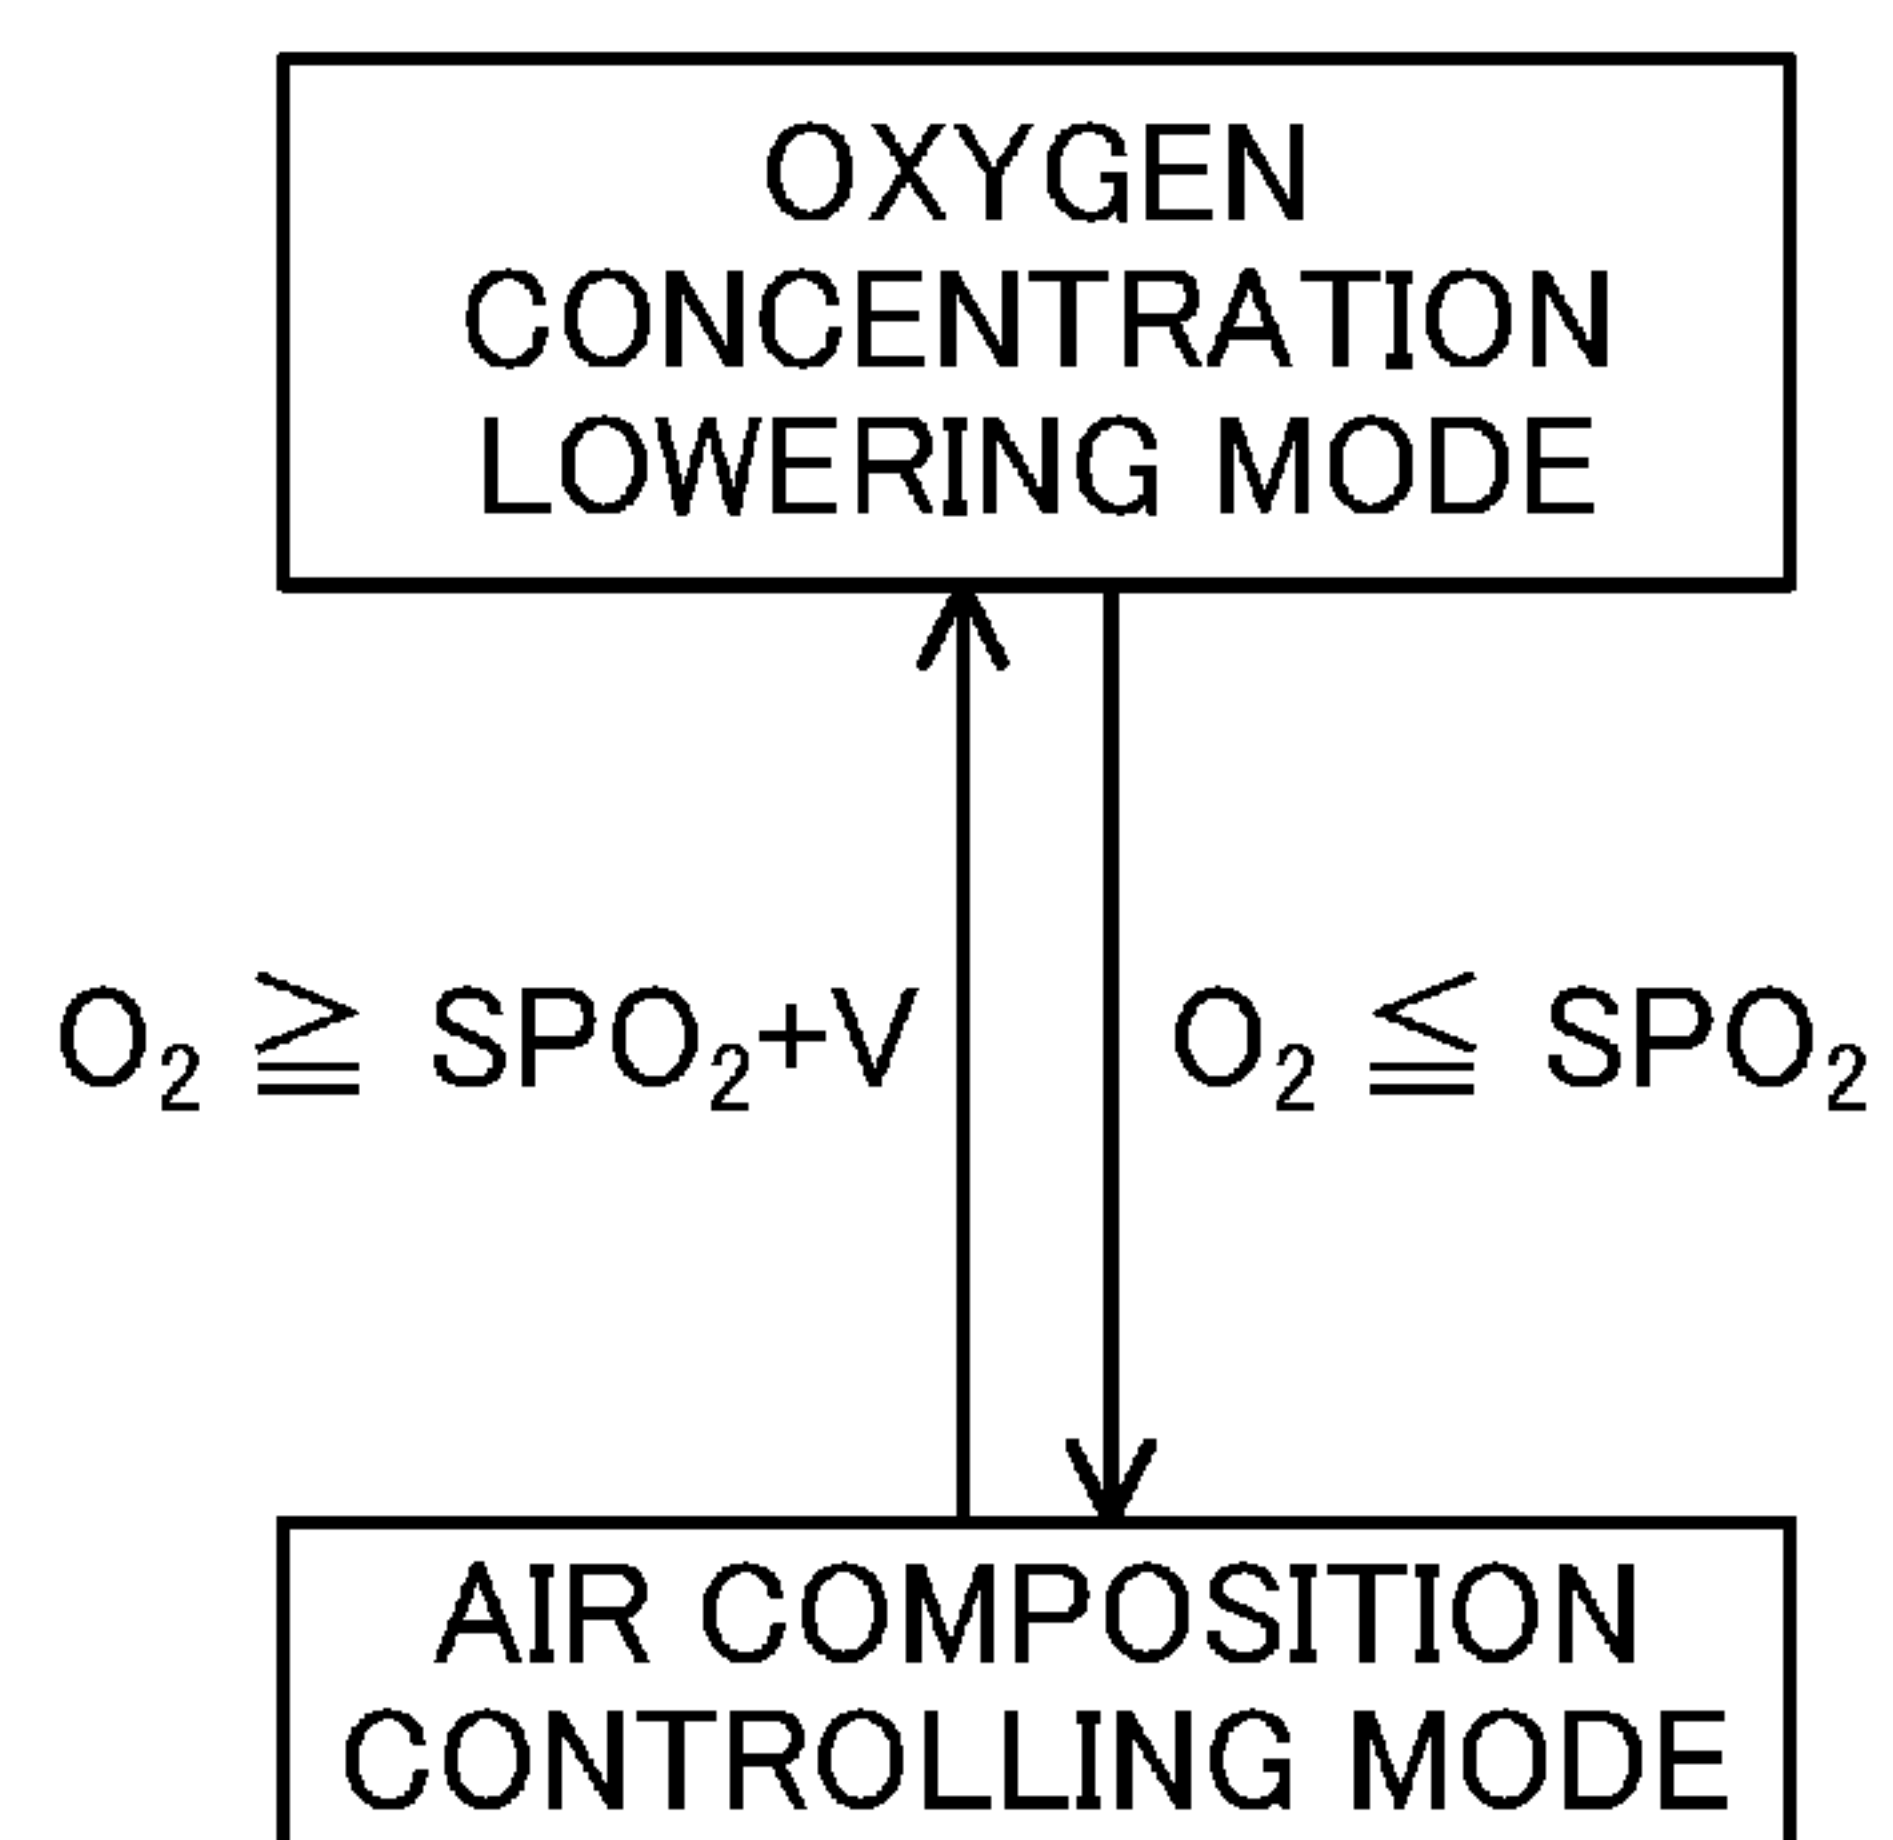 OXYGEN
CONCENTRATION
LOWERING MODE
O₂ ≧ SPO₂+V
O₂ ≦ SPO₂
AIR COMPOSITION
CONTROLLING MODE